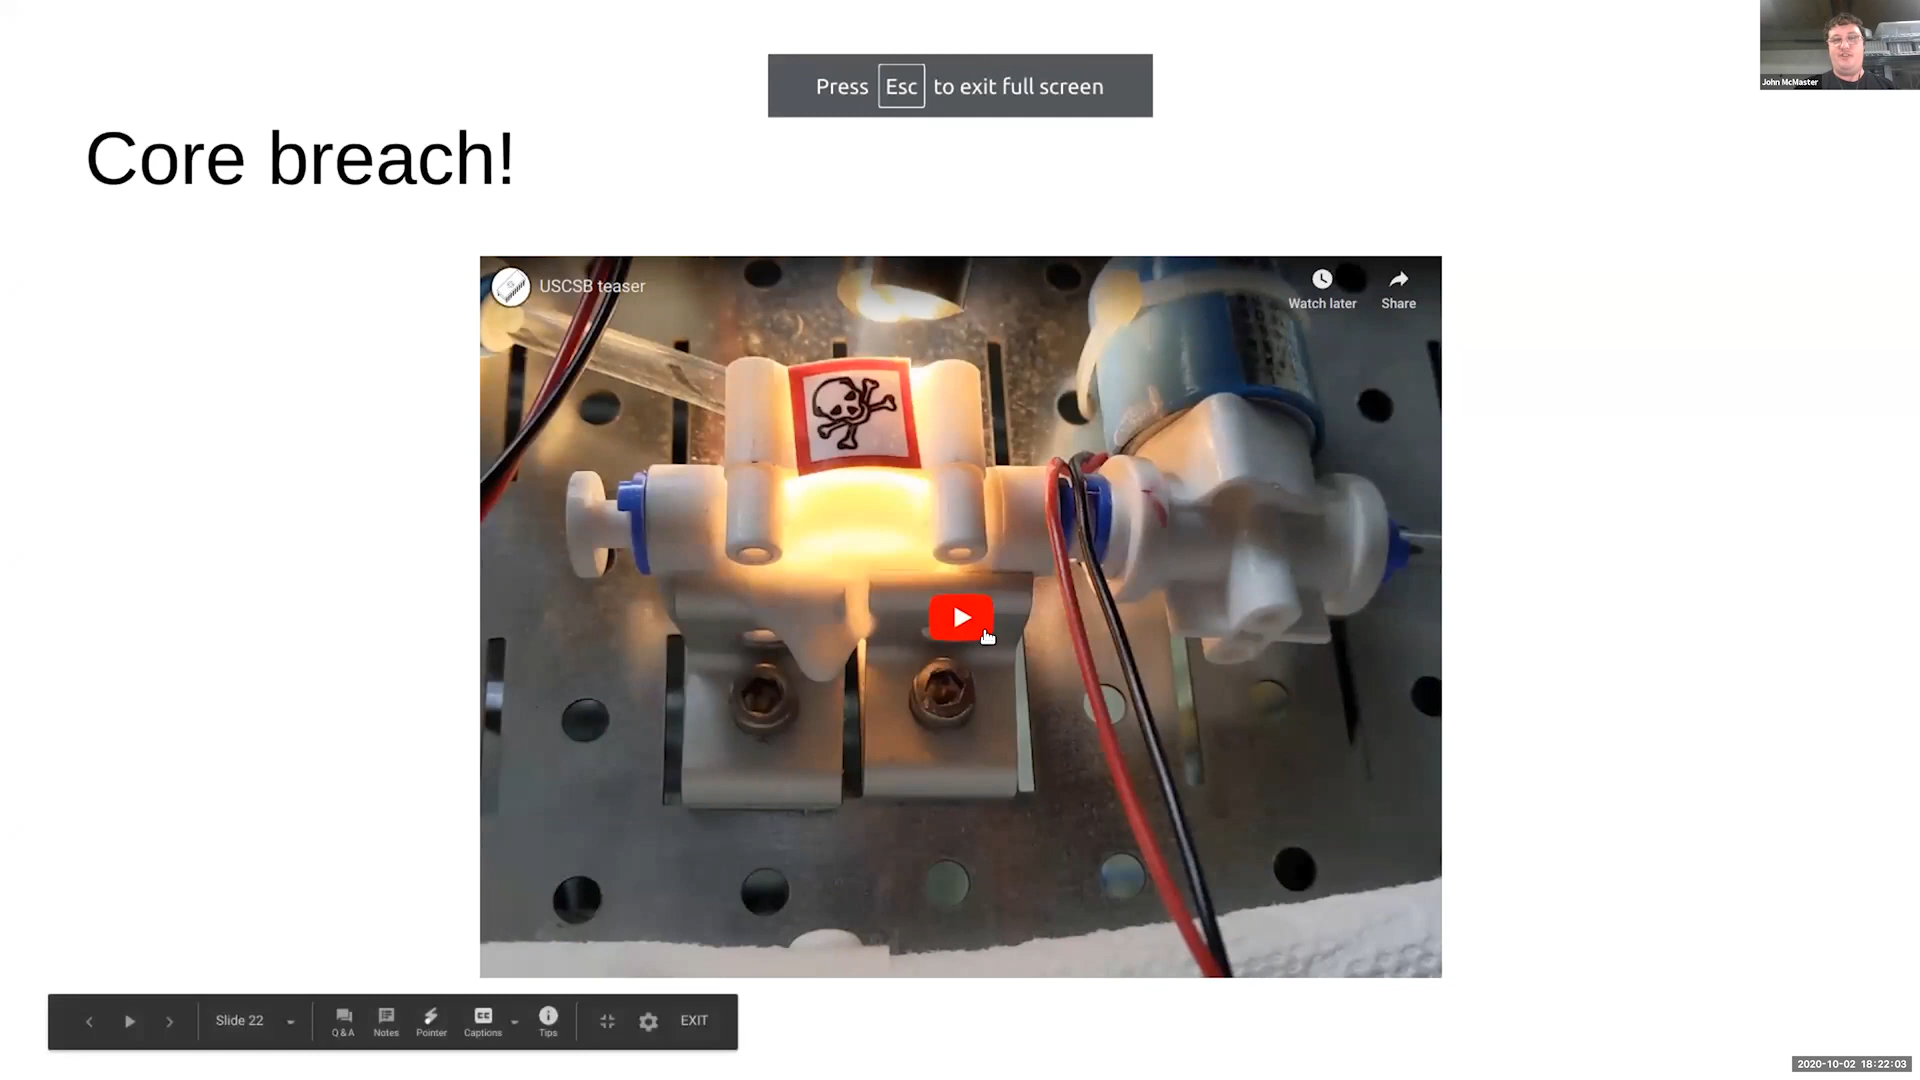 Press Esc to exit full screen
John McMaster
Core breach!
USCSB teaser
Watch later
Share
Slide 22
Q & A
Notes
Pointer
CC
Captions
Tips
EXIT
2020-10-02 18:22:03